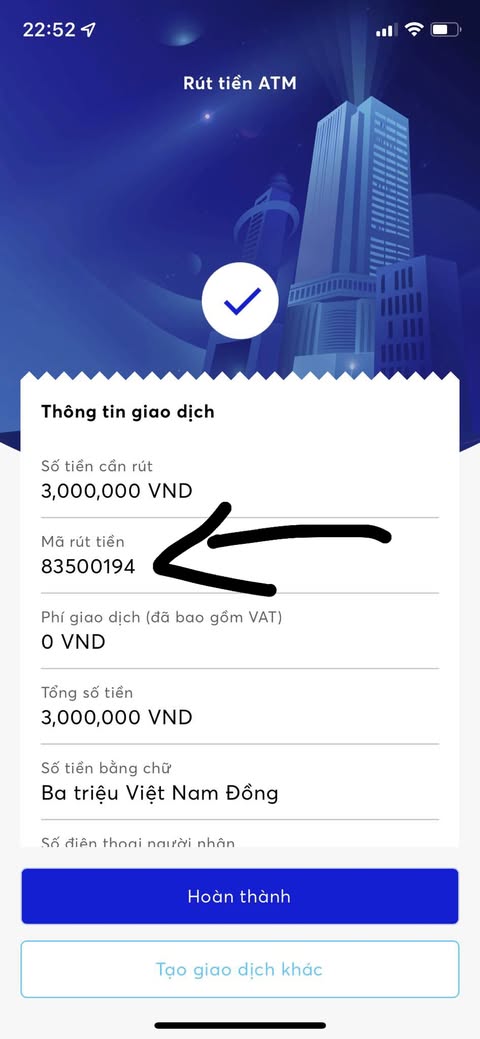 22:52
Rút tiền ATM
Thông tin giao dịch
Số tiền cần rút
3,000,000 VND
Mã rút tiền
83500194
Phí giao dịch (đã bao gồm VAT)
0 VND
Tổng số tiền
3,000,000 VND
Số tiền bằng chữ
Ba triệu Việt Nam Đồng
Số điện thoại người nhận
Hoàn thành
Tạo giao dịch khác